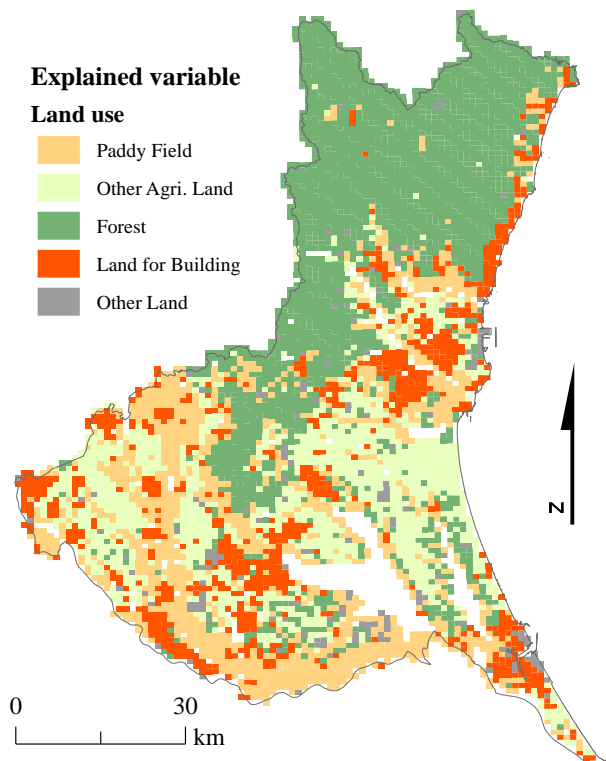 Explained variable
Land use
Paddy Field
Other Agri. Land
Forest
Land for Building
Other Land
N
0 30
km